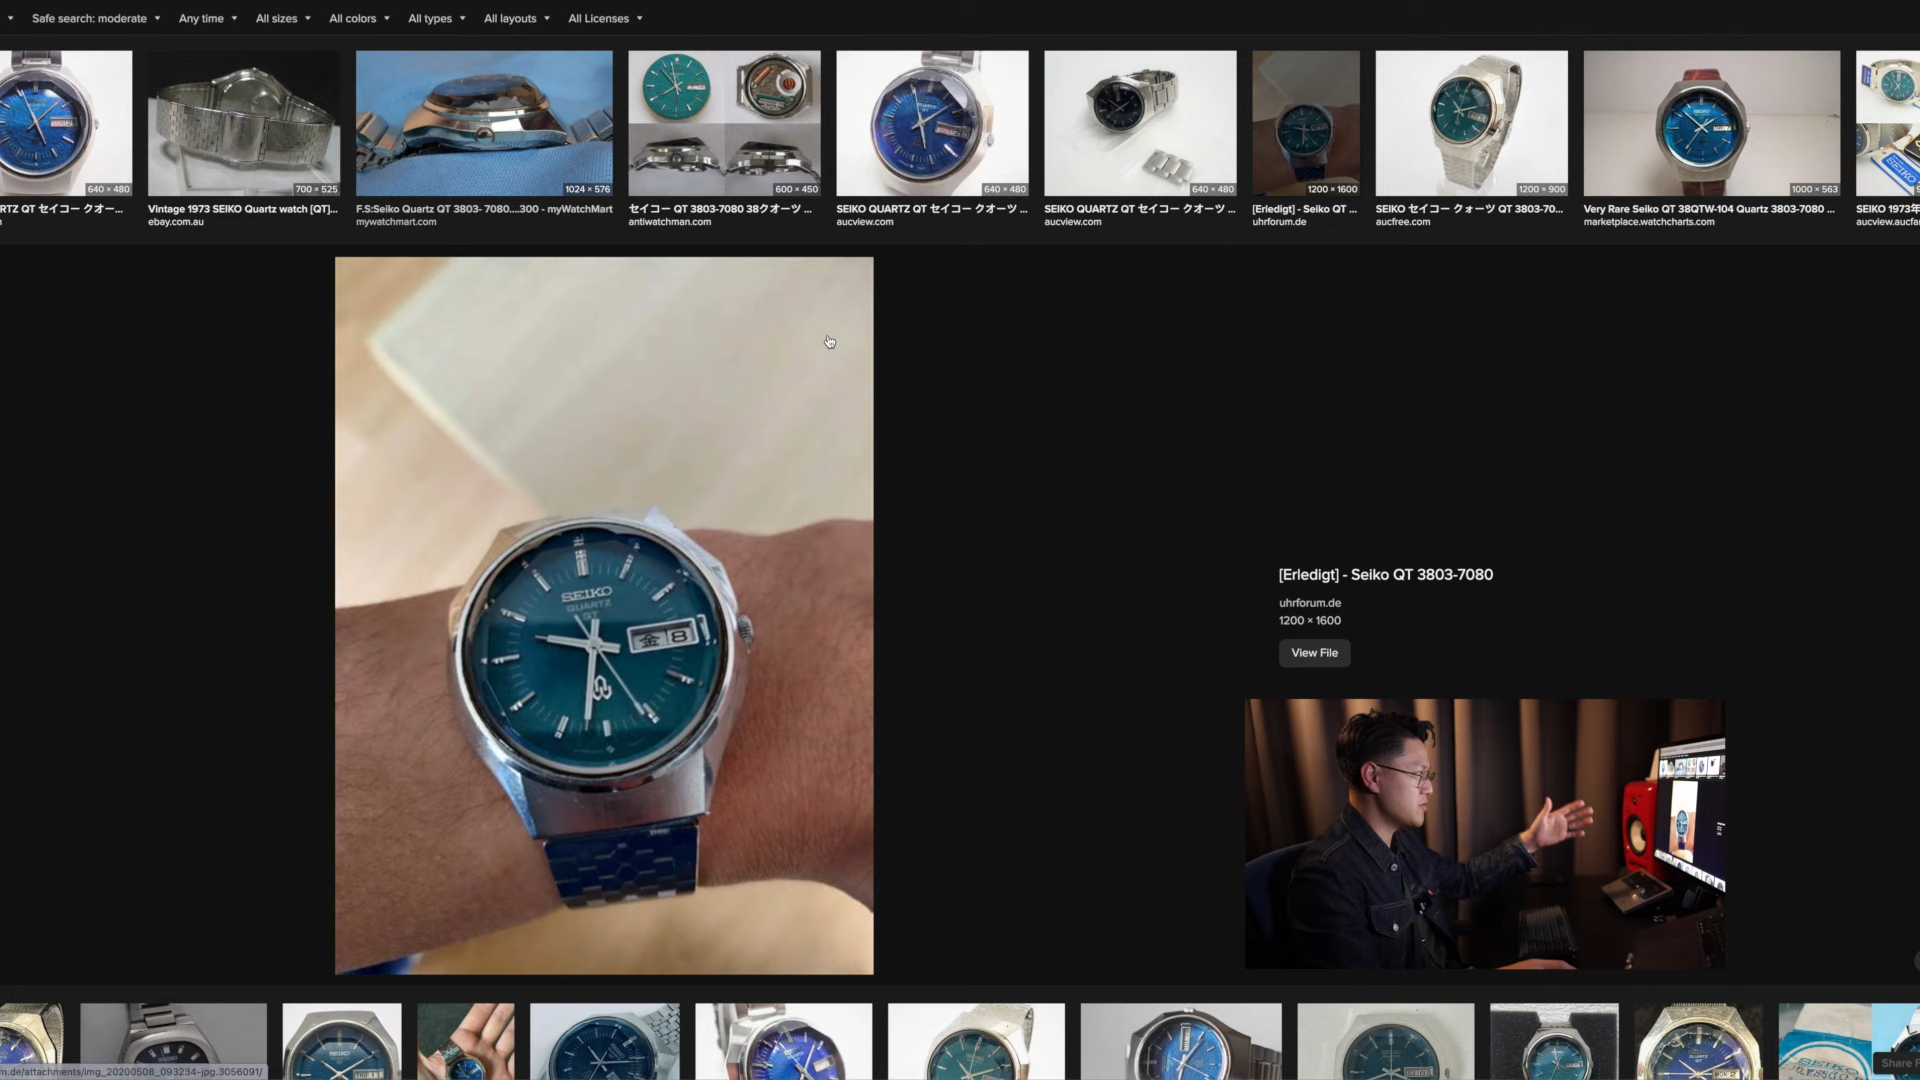 Safe search: moderate
Any time
All sizes
All colors
All types
All layouts
All Licenses
640 × 480
700 × 525
1024 × 576
600 × 450
640 × 480
640 × 480
1200 × 1600
1200 × 900
1000 × 563
RTZ QT セイコー クオー...
Vintage 1973 SEIKO Quartz watch [QT]...
ebay.com.au
F.S:Seiko Quartz QT 3803- 7080....300 - myWatchMart
mywatchmart.com
セイコー QT 3803-7080 38クオーツ ...
antiwatchman.com
SEIKO QUARTZ QT セイコー クオーツ ...
aucview.com
SEIKO QUARTZ QT セイコー クオーツ ...
aucview.com
[Erledigt] - Seiko QT ...
uhrforum.de
SEIKO セイコー クォーツ QT 3803-70...
aucfree.com
Very Rare Seiko QT 38QTW-104 Quartz 3803-7080 ...
marketplace.watchcharts.com
SEIKO 1973年
aucview.aucfa
SEIKO
QUARTZ
QT
金 8
[Erledigt] - Seiko QT 3803-7080
uhrforum.de
1200 × 1600
View File
m.de/attachments/img_20200508_093234-jpg.3056091/
Share F